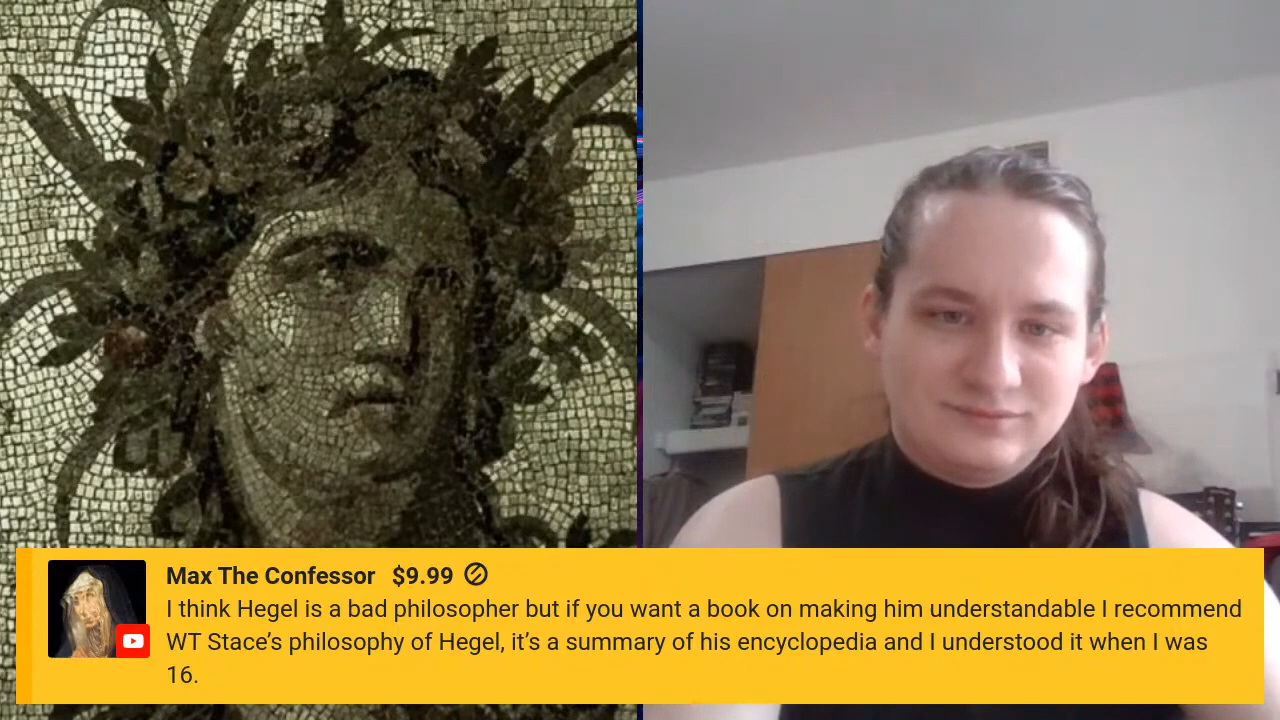 Max The Confessor $9.99
I think Hegel is a bad philosopher but if you want a book on making him understandable I recommend
WT Stace’s philosophy of Hegel, it’s a summary of his encyclopedia and I understood it when I was
16.